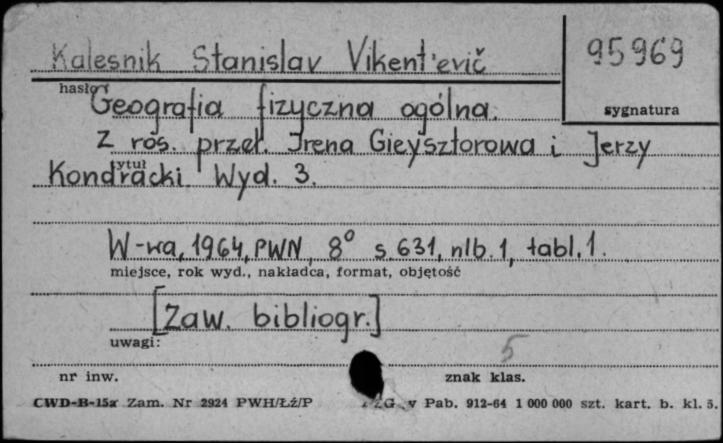 Kalesnik Stanislav Vikent'evič
95969
hasło
sygnatura
Geografia fizyczna ogólna.
Z ros. przeł. Irena Gieysztorowa i Jerzy
tytuł
Kondracki. Wyd. 3.
W-wa, 1964, PWN, 8° s. 631, nlb. 1, tabl. 1.
miejsce, rok wyd., nakładca, format, objętość
[Zaw. bibliogr.]
uwagi:
5
nr inw. znak klas.
CWD-B-15a Zam. Nr 2924 PWH/Łź/P ZG w Pab. 912-64 1 000 000 szt. kart. b. kl. 5.